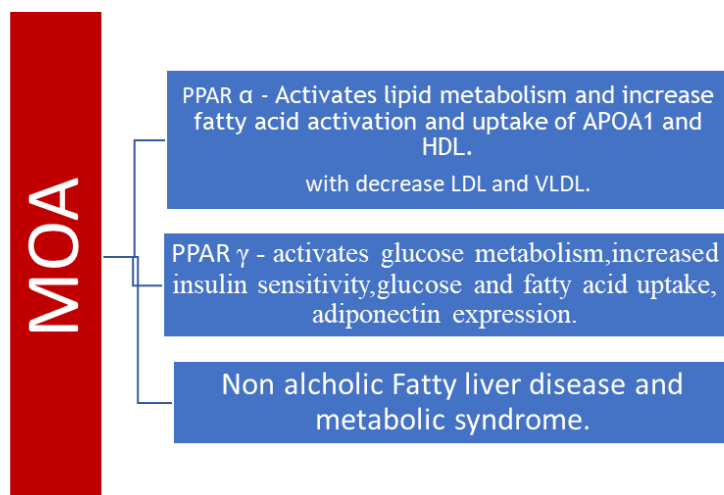 MOA
PPAR α - Activates lipid metabolism and increase
fatty acid activation and uptake of APOA1 and
HDL.
with decrease LDL and VLDL.
PPAR γ - activates glucose metabolism,increased
insulin sensitivity,glucose and fatty acid uptake,
adiponectin expression.
Non alcholic Fatty liver disease and
metabolic syndrome.